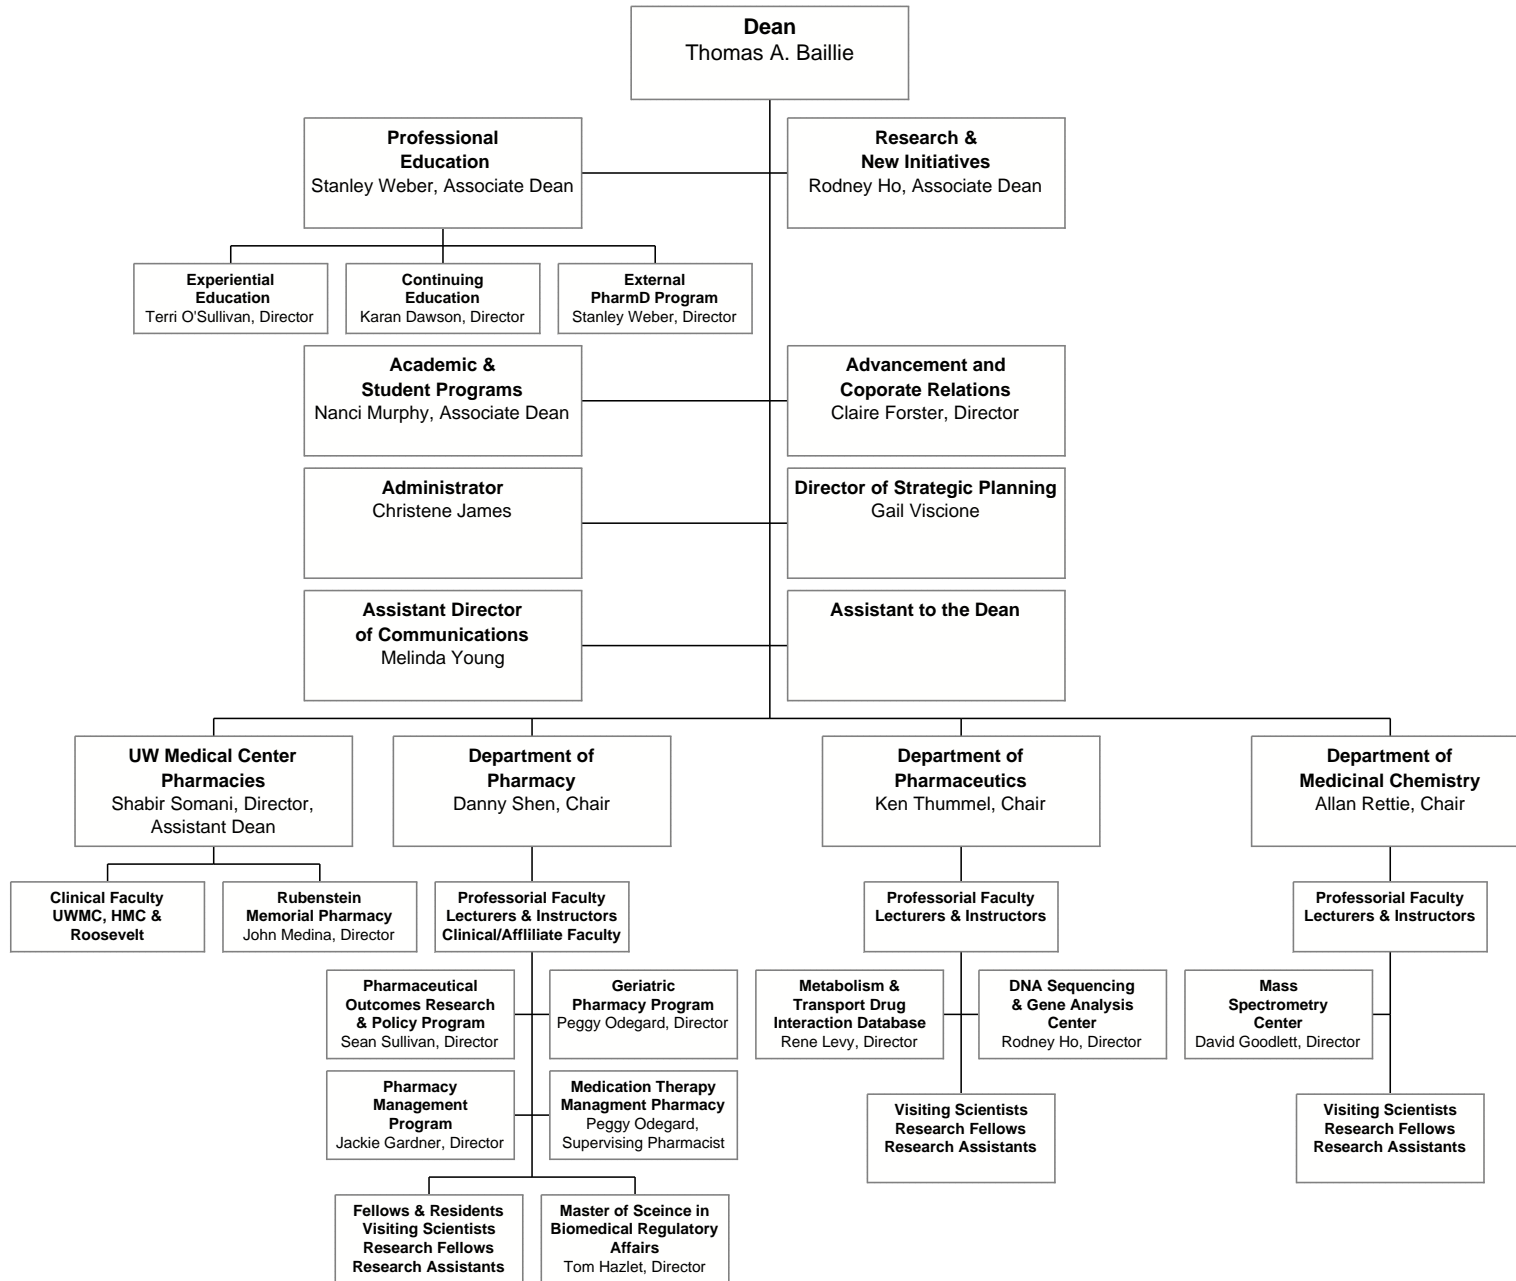 Dean
Thomas A. Baillie
Professional
Education
Stanley Weber, Associate Dean
Research &
New Initiatives
Rodney Ho, Associate Dean
Experiential
Education
Terri O'Sullivan, Director
Continuing
Education
Karan Dawson, Director
External
PharmD Program
Stanley Weber, Director
Academic &
Student Programs
Nanci Murphy, Associate Dean
Advancement and
Coporate Relations
Claire Forster, Director
Administrator
Christene James
Director of Strategic Planning
Gail Viscione
Assistant Director
of Communications
Melinda Young
Assistant to the Dean
UW Medical Center
Pharmacies
Shabir Somani, Director,
Assistant Dean
Department of
Pharmacy
Danny Shen, Chair
Department of
Pharmaceutics
Ken Thummel, Chair
Department of
Medicinal Chemistry
Allan Rettie, Chair
Clinical Faculty
UWMC, HMC &
Roosevelt
Rubenstein
Memorial Pharmacy
John Medina, Director
Professorial Faculty
Lecturers & Instructors
Clinical/Affliliate Faculty
Professorial Faculty
Lecturers & Instructors
Professorial Faculty
Lecturers & Instructors
Pharmaceutical
Outcomes Research
& Policy Program
Sean Sullivan, Director
Geriatric
Pharmacy Program
Peggy Odegard, Director
Metabolism &
Transport Drug
Interaction Database
Rene Levy, Director
DNA Sequencing
& Gene Analysis
Center
Rodney Ho, Director
Mass
Spectrometry
Center
David Goodlett, Director
Pharmacy
Management
Program
Jackie Gardner, Director
Medication Therapy
Managment Pharmacy
Peggy Odegard,
Supervising Pharmacist
Visiting Scientists
Research Fellows
Research Assistants
Visiting Scientists
Research Fellows
Research Assistants
Fellows & Residents
Visiting Scientists
Research Fellows
Research Assistants
Master of Sceince in
Biomedical Regulatory
Affairs
Tom Hazlet, Director